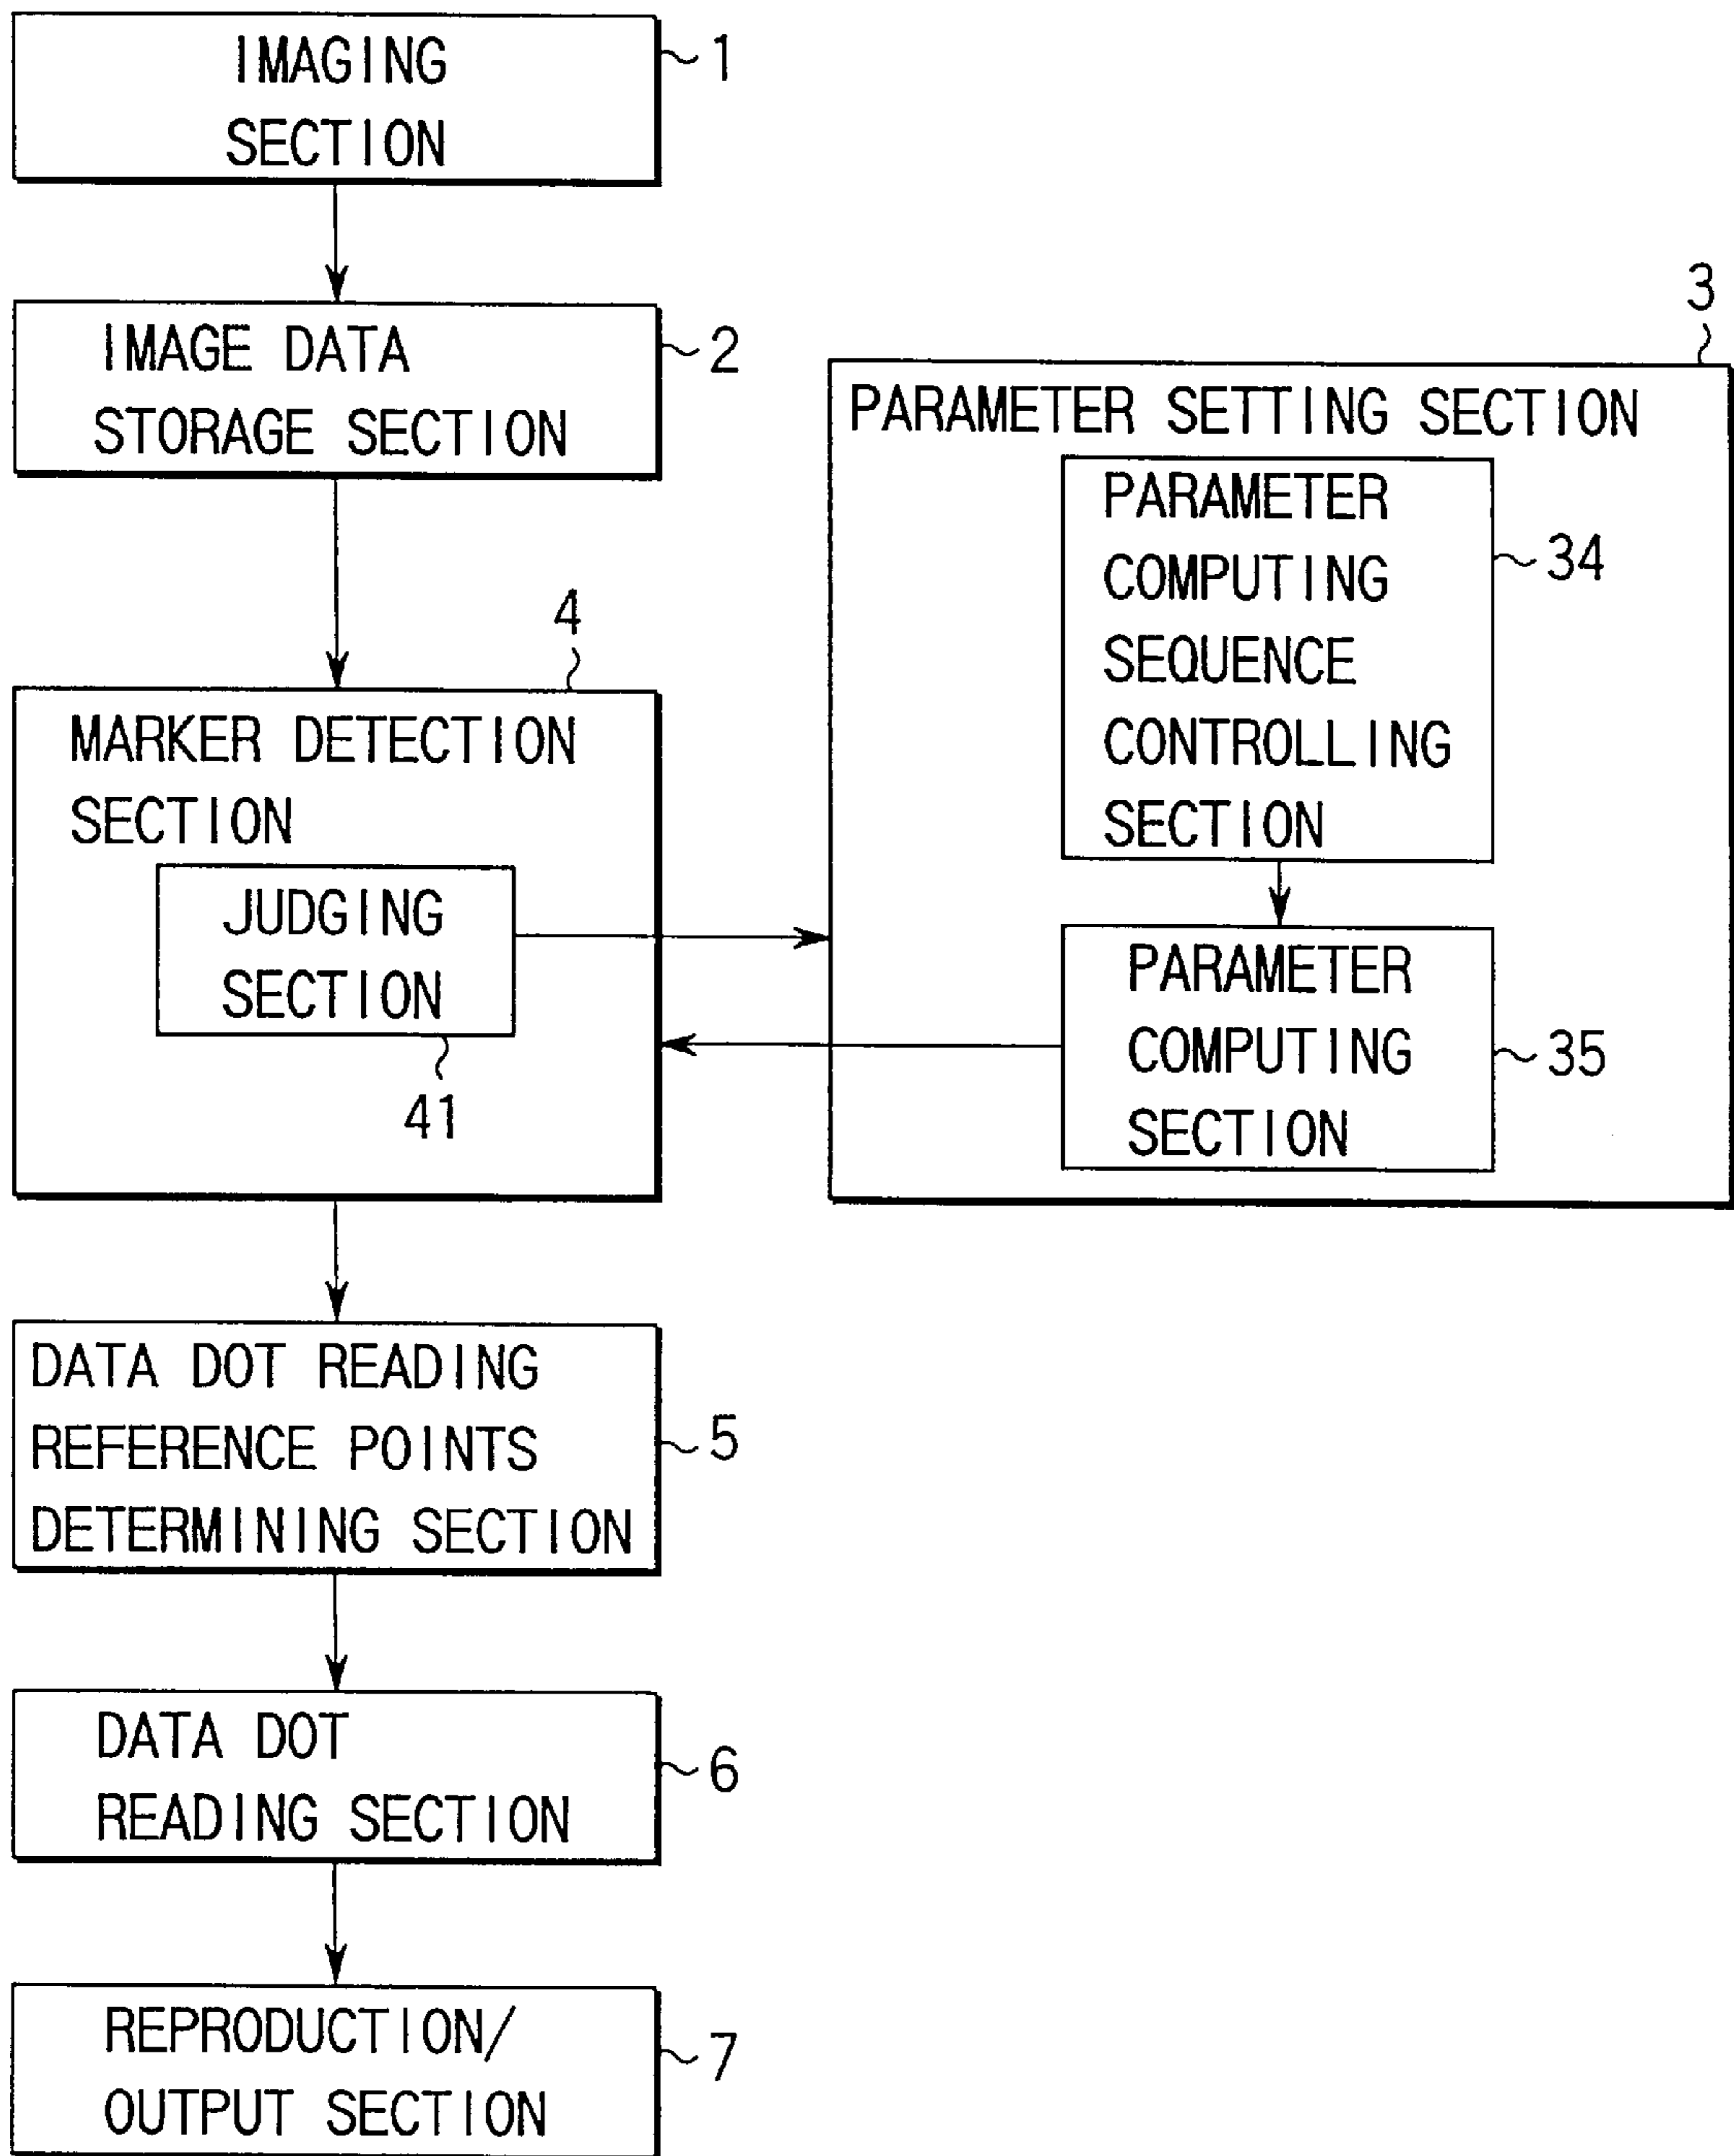 IMAGING
SECTION
1
IMAGE DATA
STORAGE SECTION
2
3
PARAMETER SETTING SECTION
PARAMETER
COMPUTING
SEQUENCE
CONTROLLING
SECTION
34
PARAMETER
COMPUTING
SECTION
35
4
MARKER DETECTION
SECTION
JUDGING
SECTION
41
DATA DOT READING
REFERENCE POINTS
DETERMINING SECTION
5
DATA DOT
READING SECTION
6
REPRODUCTION/
OUTPUT SECTION
7